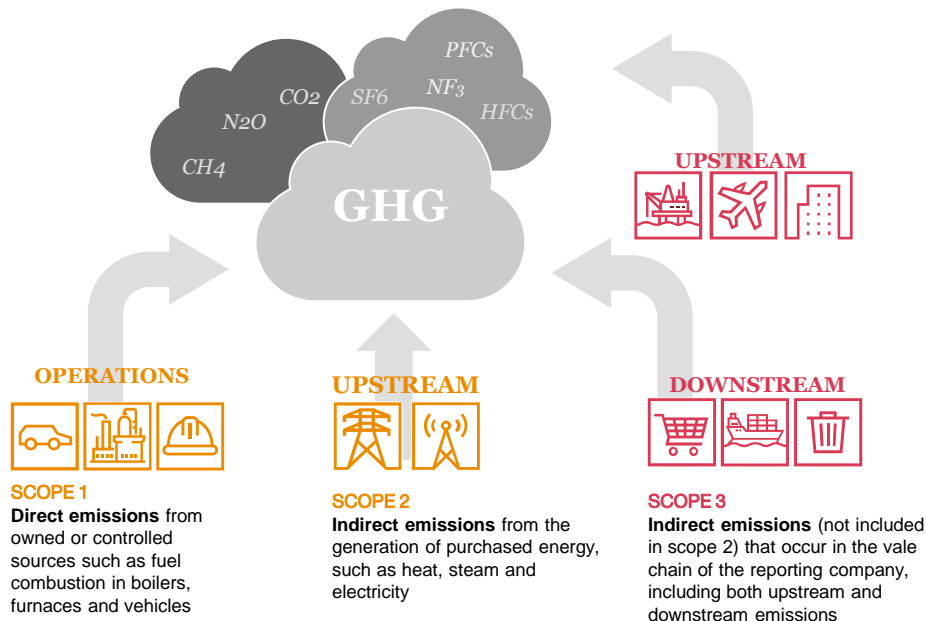 PFCs
CO2
SF6
NF3
N2O
HFCs
CH4
GHG
UPSTREAM
OPERATIONS
UPSTREAM
DOWNSTREAM
SCOPE 1
Direct emissions from
owned or controlled
sources such as fuel
combustion in boilers,
furnaces and vehicles
SCOPE 2
Indirect emissions from the
generation of purchased energy,
such as heat, steam and
electricity
SCOPE 3
Indirect emissions (not included
in scope 2) that occur in the vale
chain of the reporting company,
including both upstream and
downstream emissions